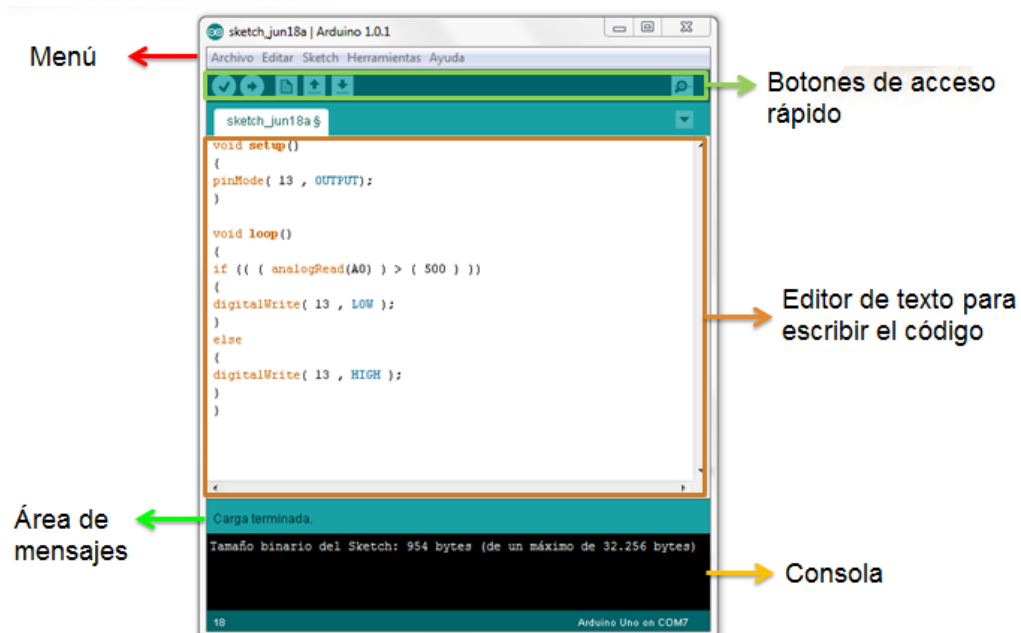 sketch_jun18a | Arduino 1.0.1
Menú
Archivo Editar Sketch Herramientas Ayuda
Botones de acceso
rápido
sketch_jun18a §
void setup()
{
pinMode( 13 , OUTPUT);
}
void loop()
{
if (( ( analogRead(A0) ) > ( 500 ) ))
{
digitalWrite( 13 , LOW );
}
else
{
digitalWrite( 13 , HIGH );
}
}
Editor de texto para
escribir el código
Área de
mensajes
Carga terminada.
Tamaño binario del Sketch: 954 bytes (de un máximo de 32.256 bytes)
Consola
18
Arduino Uno on COM7